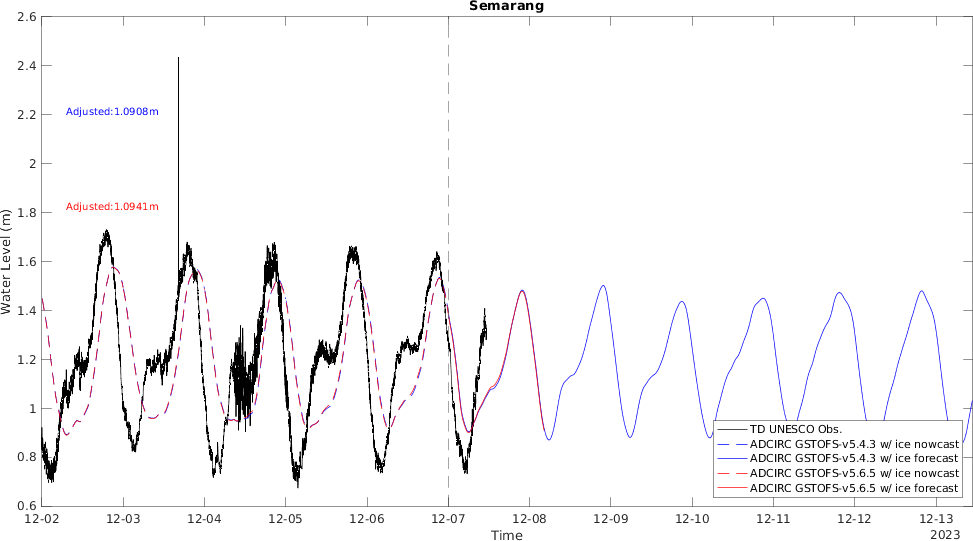 Semarang
2.6
2.4
2.2
2
1.8
1.6
1.4
1.2
1
0.8
0.6
Water Level (m)
Adjusted:1.0908m
Adjusted:1.0941m
TD UNESCO Obs.
ADCIRC GSTOFS-v5.4.3 w/ ice nowcast
ADCIRC GSTOFS-v5.4.3 w/ ice forecast
ADCIRC GSTOFS-v5.6.5 w/ ice nowcast
ADCIRC GSTOFS-v5.6.5 w/ ice forecast
12-02 12-03 12-04 12-05 12-06 12-07 12-08 12-09 12-10 12-11 12-12 12-13
Time
2023